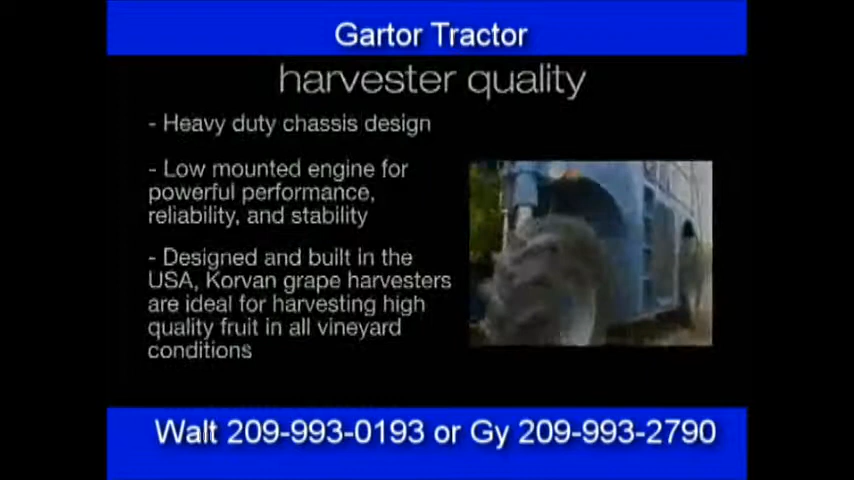 Gartor Tractor
harvester quality
- Heavy duty chassis design
- Low mounted engine for
powerful performance,
reliability, and stability
- Designed and built in the
USA, Korvan grape harvesters
are ideal for harvesting high
quality fruit in all vineyard
conditions
Walt 209-993-0193 or Gy 209-993-2790